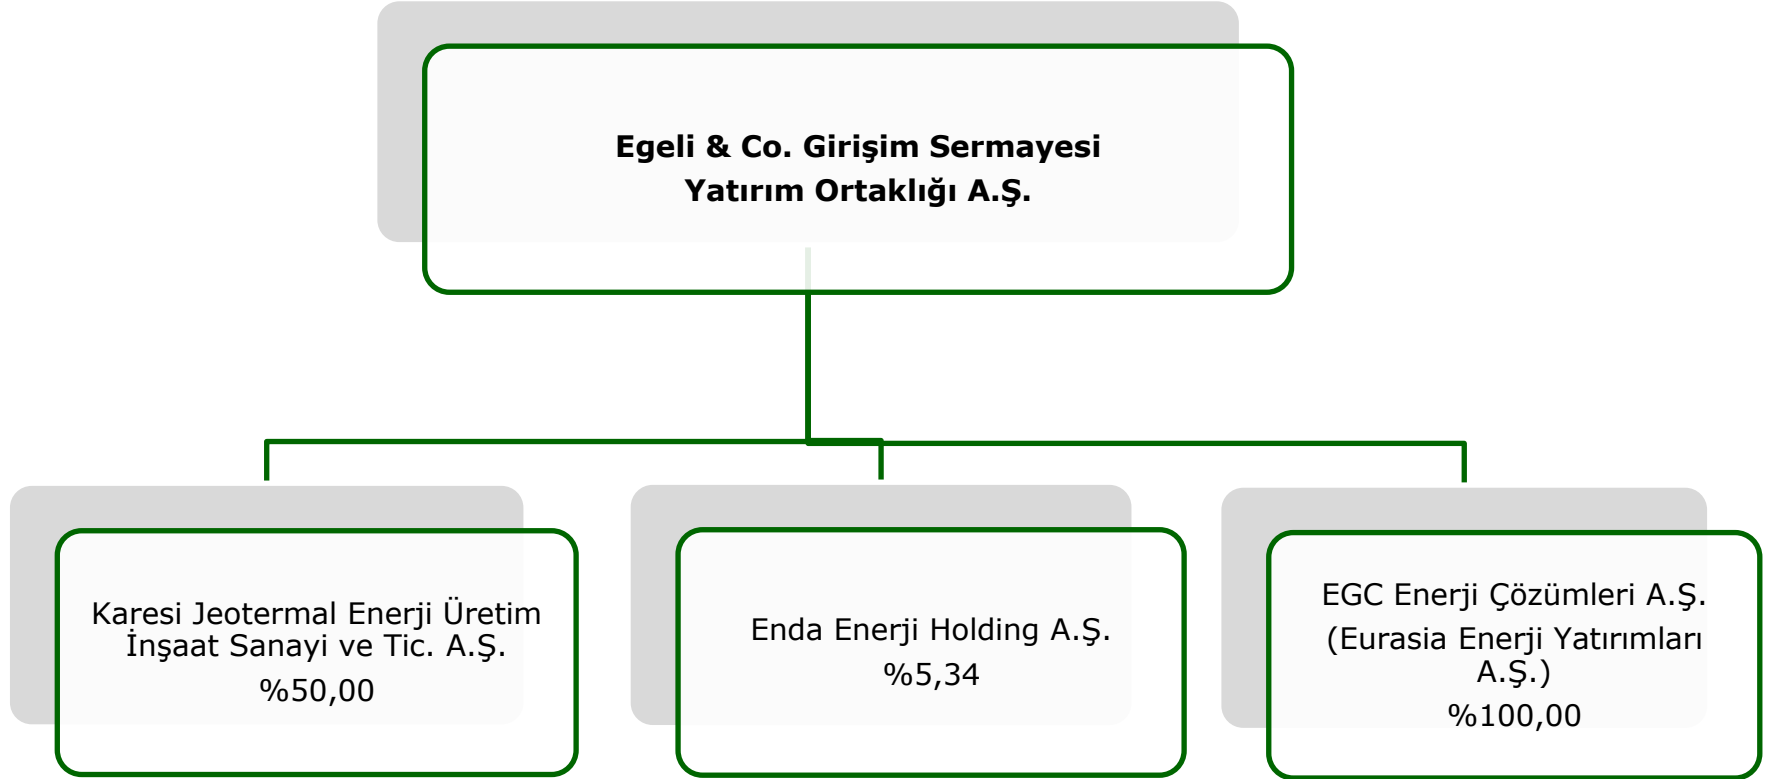 Egeli & Co. Girişim Sermayesi
Yatırım Ortaklığı A.Ş.
Karesi Jeotermal Enerji Üretim
İnşaat Sanayi ve Tic. A.Ş.
%50,00
Enda Enerji Holding A.Ş.
%5,34
EGC Enerji Çözümleri A.Ş.
(Eurasia Enerji Yatırımları
A.Ş.)
%100,00